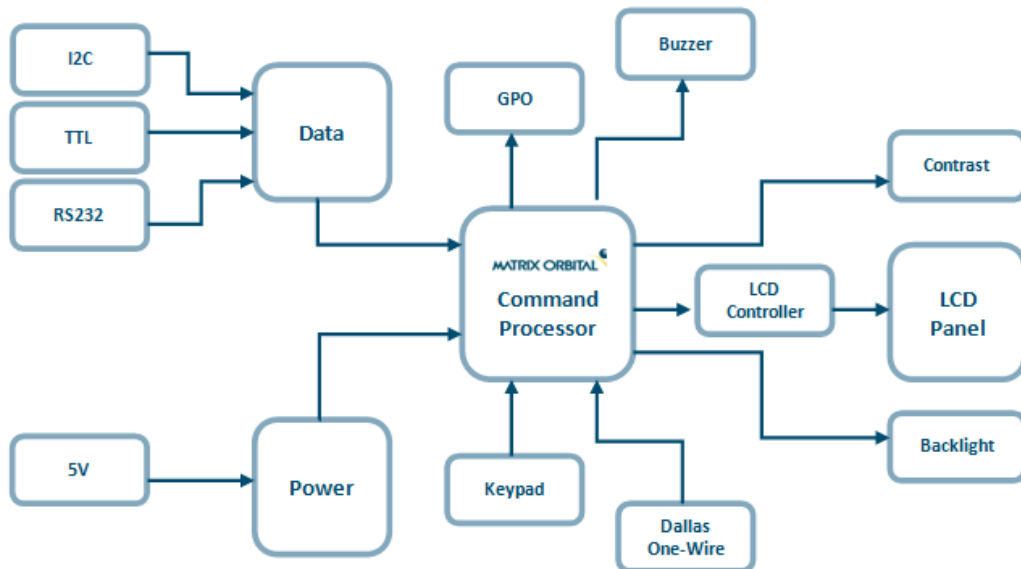 I2C
TTL
RS232
Data
GPO
Buzzer
MATRIX ORBITAL
Command
Processor
Contrast
LCD
Controller
LCD
Panel
Backlight
5V
Power
Keypad
Dallas
One-Wire